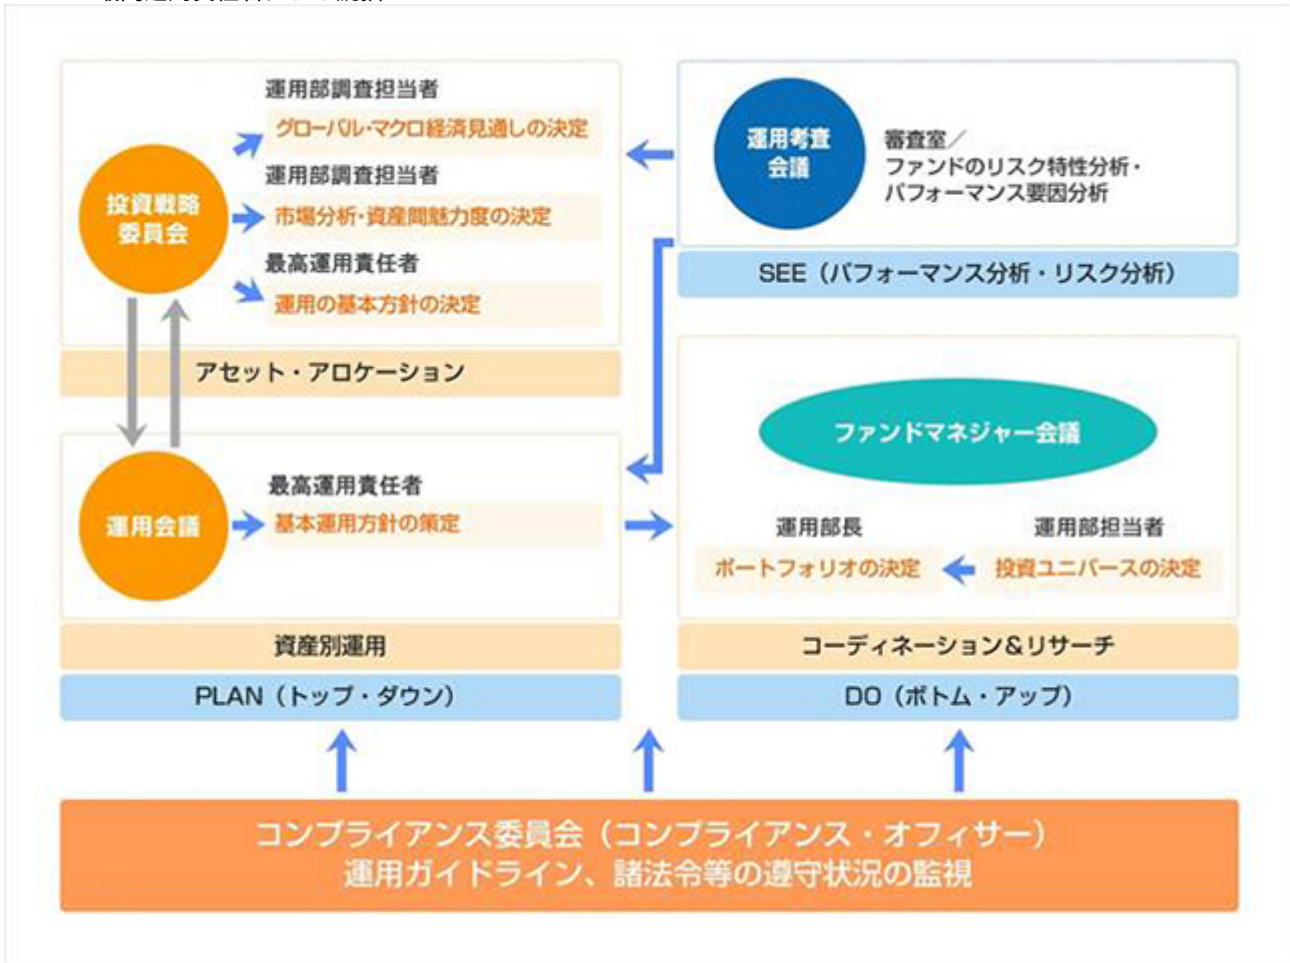 運用部調査担当者
グローバル・マクロ経済見通しの決定
投資戦略
委員会
運用部調査担当者
市場分析・資産間魅力度の決定
最高運用責任者
運用の基本方針の決定
アセット・アロケーション
運用考査
会議
審査室／
ファンドのリスク特性分析・
パフォーマンス要因分析
SEE（パフォーマンス分析・リスク分析）
運用会議
最高運用責任者
基本運用方針の策定
資産別運用
PLAN（トップ・ダウン）
ファンドマネジャー会議
運用部長
運用部担当者
ポートフォリオの決定
投資ユニバースの決定
コーディネーション＆リサーチ
DO（ボトム・アップ）
コンプライアンス委員会（コンプライアンス・オフィサー）
運用ガイドライン、諸法令等の遵守状況の監視